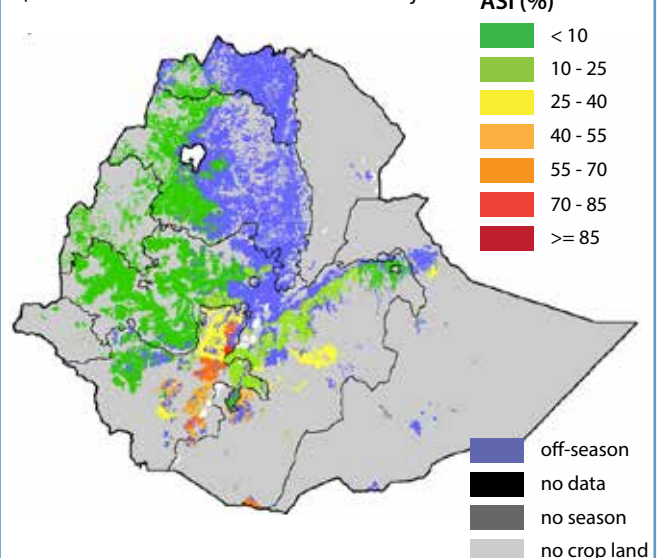 ASI (%)
< 10
10 - 25
25 - 40
40 - 55
55 - 70
70 - 85
>= 85
off-season
no data
no season
no crop land